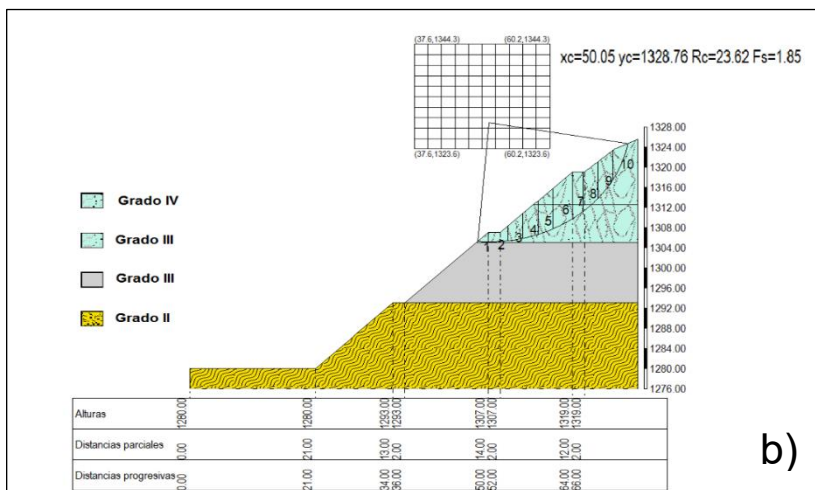 (37.6,1344.3) (60.2,1344.3)
xc=50.05 yc=1328.76 Rc=23.62 Fs=1.85
(37.6,1323.6) (60.2,1323.6)
1328.00
1324.00
1320.00
1316.00
1312.00
1308.00
1304.00
1300.00
1296.00
1292.00
1288.00
1284.00
1280.00
1276.00
10
9
8
7
6
5
4
3
2
1
Grado IV
Grado III
Grado III
Grado II
Alturas 1280.00 1280.00 1293.00 1293.00 1307.00 1307.00 1319.00 1319.00
Distancias parciales 0.00 21.00 13.00 2.00 14.00 2.00 12.00 2.00
Distancias progresivas 0.00 21.00 34.00 36.00 50.00 52.00 64.00 66.00
b)